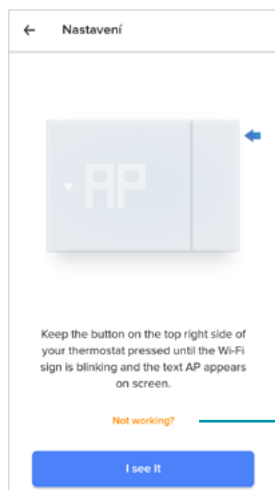 ← Nastavení
AP
Keep the button on the top right side of
your thermostat pressed until the Wi-Fi
sign is blinking and the text AP appears
on screen.
Not working?
I see It